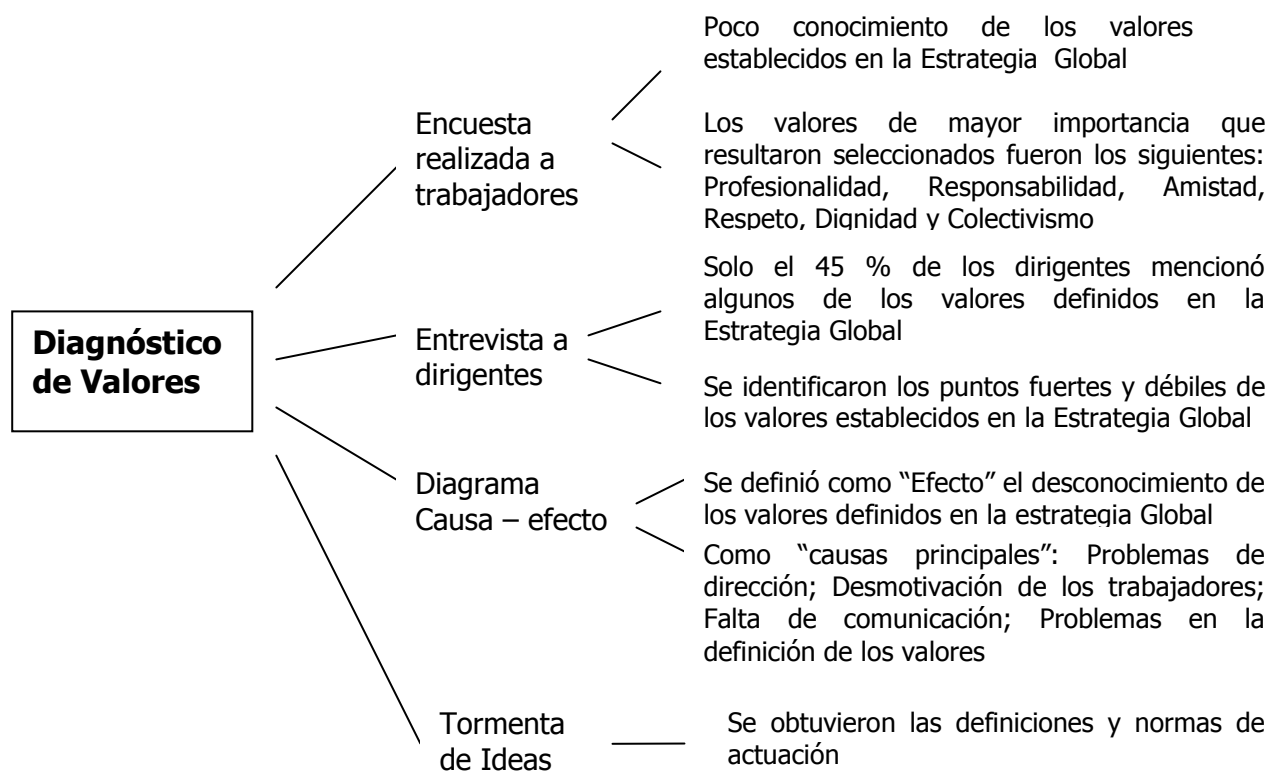 Diagnóstico
de Valores
Encuesta
realizada a
trabajadores
Poco conocimiento de los valores
establecidos en la Estrategia Global
Los valores de mayor importancia que
resultaron seleccionados fueron los siguientes:
Profesionalidad, Responsabilidad, Amistad,
Respeto, Dignidad y Colectivismo
Entrevista a
dirigentes
Solo el 45 % de los dirigentes mencionó
algunos de los valores definidos en la
Estrategia Global
Se identificaron los puntos fuertes y débiles de
los valores establecidos en la Estrategia Global
Diagrama
Causa – efecto
Se definió como “Efecto” el desconocimiento de
los valores definidos en la estrategia Global
Como “causas principales”: Problemas de
dirección; Desmotivación de los trabajadores;
Falta de comunicación; Problemas en la
definición de los valores
Tormenta
de Ideas
Se obtuvieron las definiciones y normas de
actuación